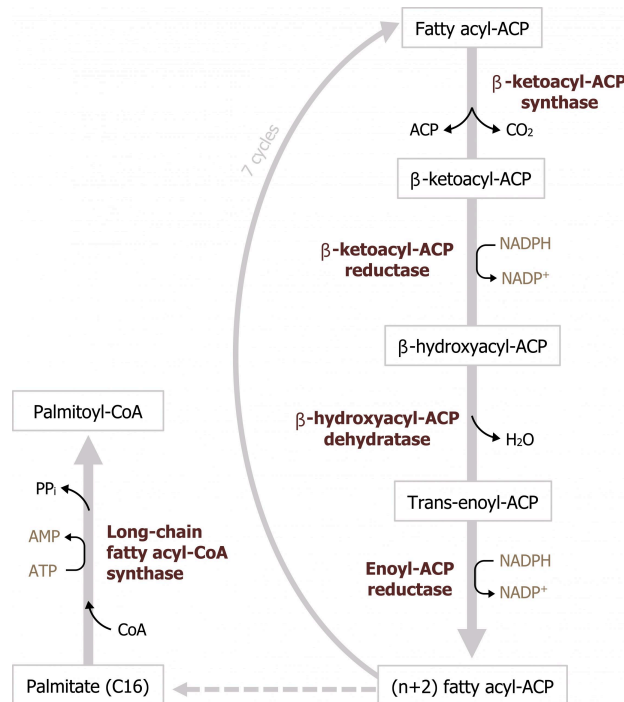 Fatty acyl-ACP
β-ketoacyl-ACP
synthase
ACP
CO₂
7 cycles
β-ketoacyl-ACP
β-ketoacyl-ACP
reductase
NADPH
NADP⁺
β-hydroxyacyl-ACP
Palmitoyl-CoA
β-hydroxyacyl-ACP
dehydratase
H₂O
PPᵢ
Trans-enoyl-ACP
AMP
ATP
Long-chain
fatty acyl-CoA
synthase
Enoyl-ACP
reductase
NADPH
NADP⁺
CoA
Palmitate (C16)
(n+2) fatty acyl-ACP